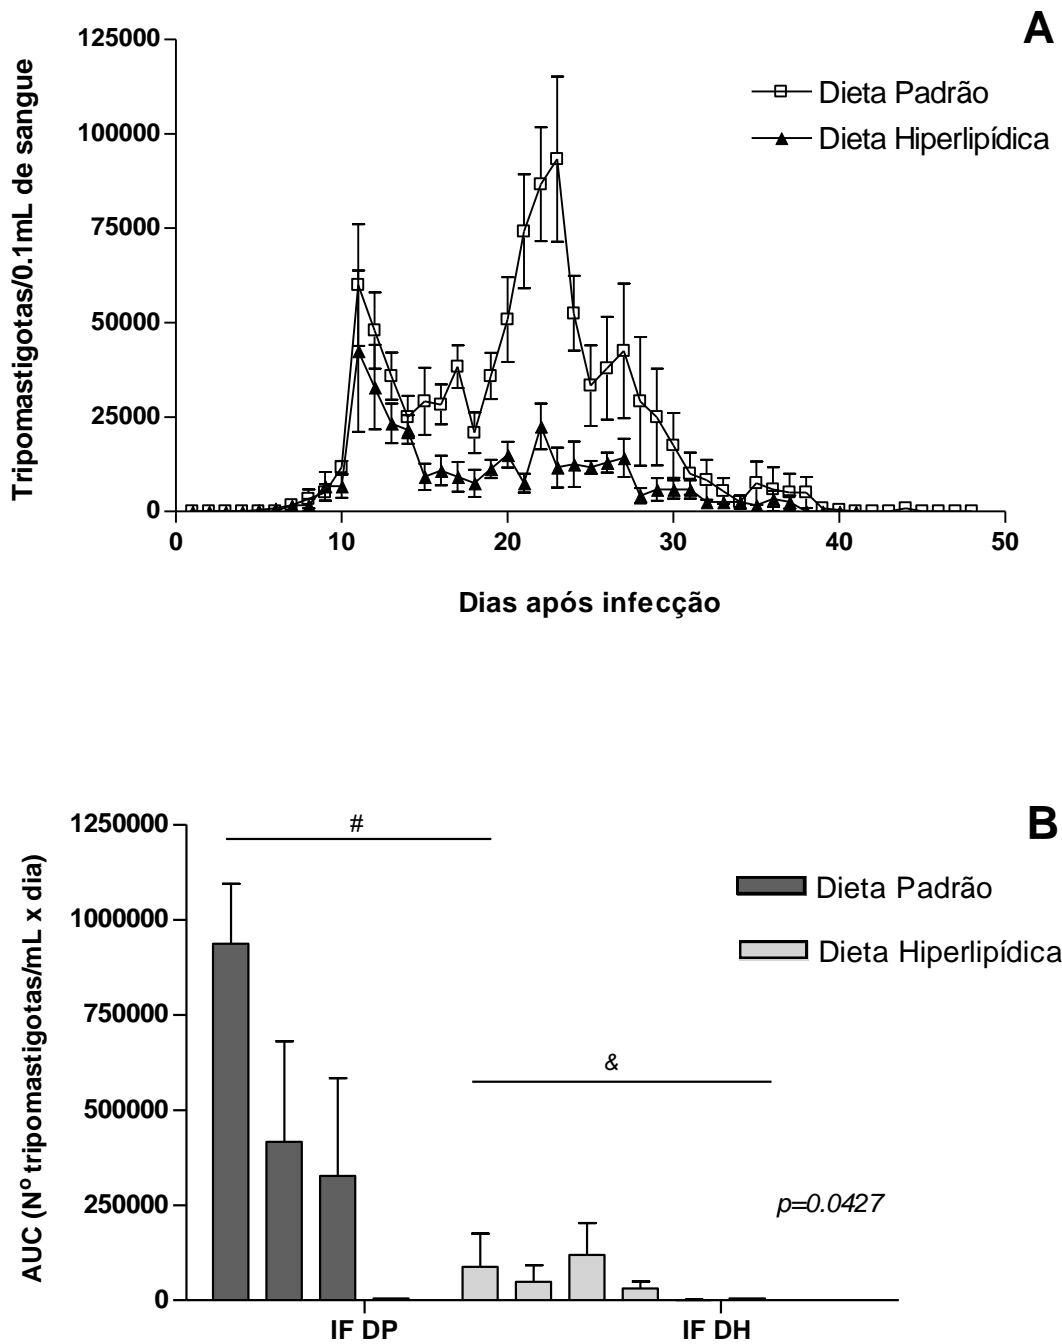 A
125000
100000
75000
50000
25000
0
Tripomastigotas/0.1mL de sangue
Dieta Padrão
Dieta Hiperlipídica
0 10 20 30 40 50
Dias após infecção
B
1250000
1000000
750000
500000
250000
0
AUC (Nº tripomastigotas/mL x dia)
#
Dieta Padrão
Dieta Hiperlipídica
&
p=0.0427
IF DP IF DH